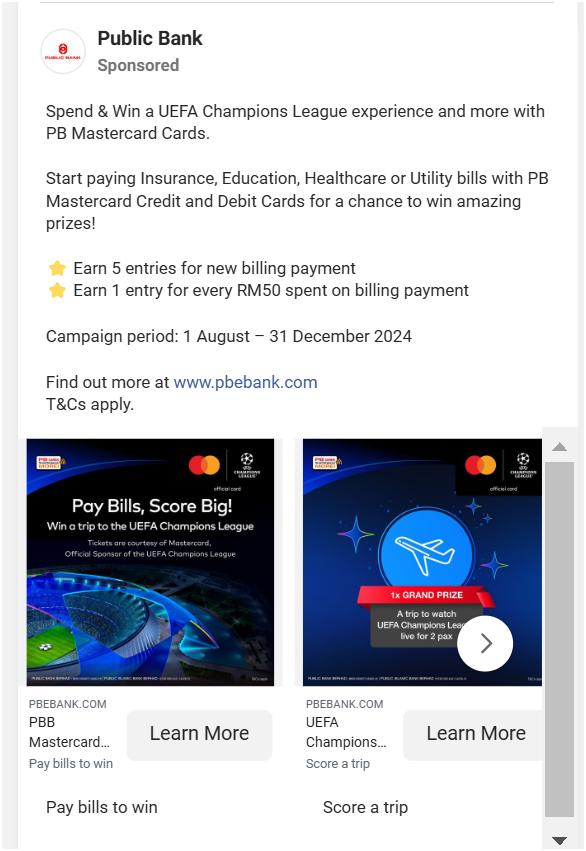 PUBLIC BANK
Public Bank
Sponsored
Spend & Win a UEFA Champions League experience and more with
PB Mastercard Cards.
Start paying Insurance, Education, Healthcare or Utility bills with PB
Mastercard Credit and Debit Cards for a chance to win amazing
prizes!
Earn 5 entries for new billing payment
Earn 1 entry for every RM50 spent on billing payment
Campaign period: 1 August – 31 December 2024
Find out more at www.pbebank.com
T&Cs apply.
CHAMPIONS
LEAGUE
official card
Pay Bills, Score Big!
Win a trip to the UEFA Champions League
Tickets are courtesy of Mastercard,
Official Sponsor of the UEFA Champions League
CHAMPIONS
LEAGUE
official card
1x GRAND PRIZE
A trip to watch
UEFA Champions Leag
live for 2 pax
PBEBANK.COM
PBB
Mastercard...
Pay bills to win
Learn More
PBEBANK.COM
UEFA
Champions...
Score a trip
Learn More
Pay bills to win
Score a trip